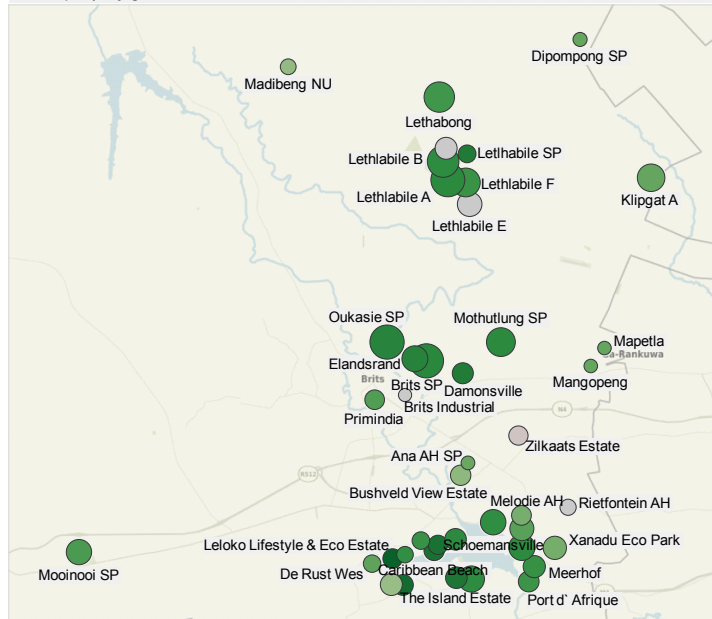 Dipompong SP
Madibeng NU
Lethabong
Lethlabile B
Letlhabile SP
Lethlabile A
Lethlabile F
Klipgat A
Lethlabile E
Oukasie SP
Mothutlung SP
Mapetla
Elandsrand
Brits
Brits SP
Damonsville
Mangopeng
Brits Industrial
Primindia
N4
Zilkaats Estate
Ana AH SP
Bushveld View Estate
Melodie AH
Rietfontein AH
Leloko Lifestyle & Eco Estate
Schoemansville
Xanadu Eco Park
Mooinooi SP
De Rust Wes
Caribbean Beach
Meerhof
The Island Estate
Port d` Afrique